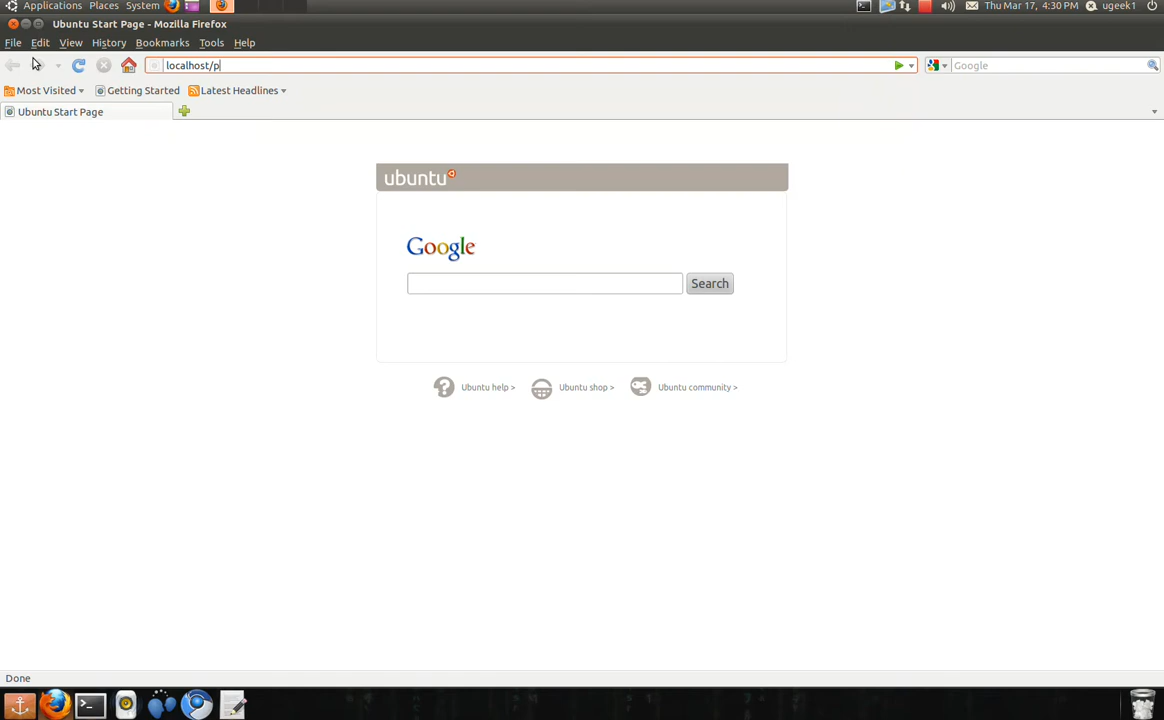 Applications Places System
Thu Mar 17, 4:30 PM ugeek1
Ubuntu Start Page - Mozilla Firefox
File Edit View History Bookmarks Tools Help
localhost/p
Google
Most Visited Getting Started Latest Headlines
Ubuntu Start Page
ubuntu
Google
Search
Ubuntu help > Ubuntu shop > Ubuntu community >
Done